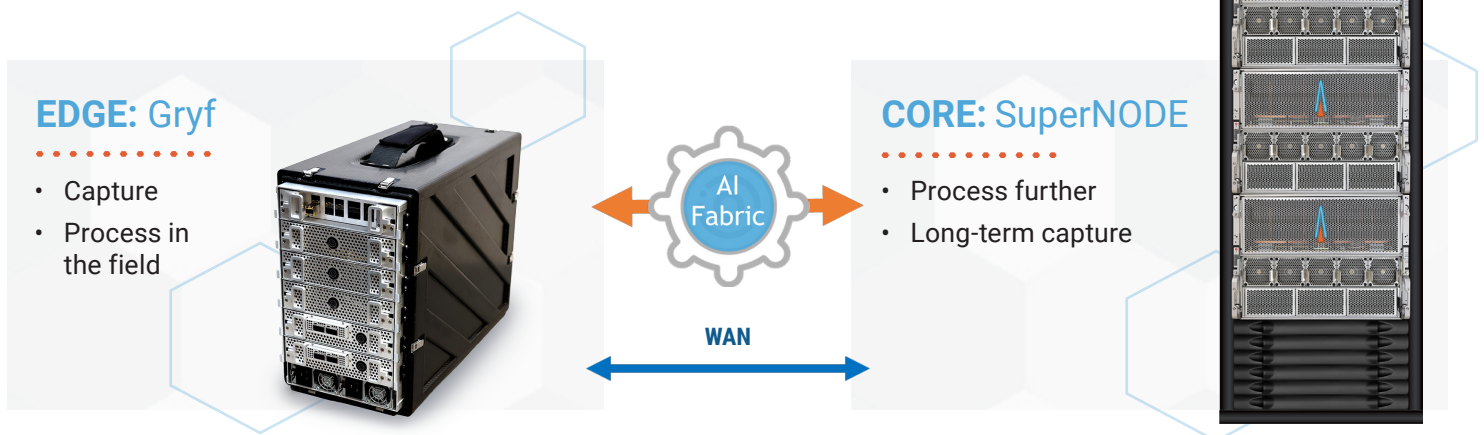 EDGE: Gryf
• Capture
• Process in
the field
AI
Fabric
WAN
CORE: SuperNODE
• Process further
• Long-term capture